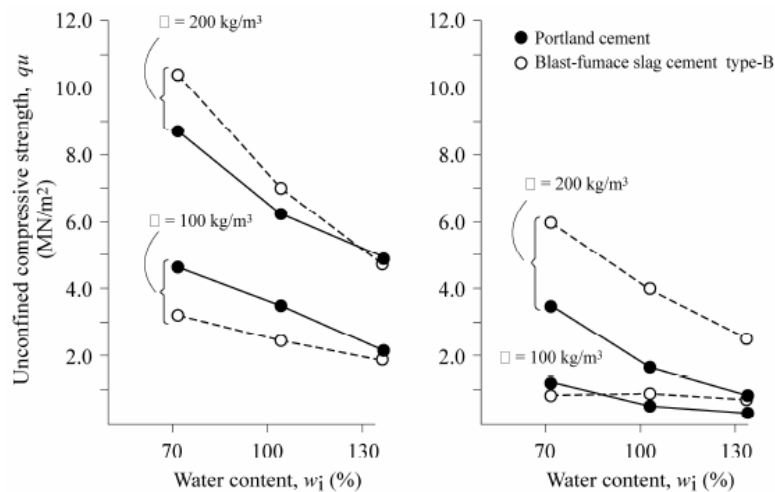 Unconfined compressive strength, qu
(MN/m²)
12.0
10.0
8.0
6.0
4.0
2.0
□ = 200 kg/m³
□ = 100 kg/m³
70 100 130
Water content, wi (%)
Portland cement
Blast-fumace slag cement type-B
12.0
10.0
8.0
6.0
4.0
2.0
□ = 200 kg/m³
□ = 100 kg/m³
70 100 130
Water content, wi (%)